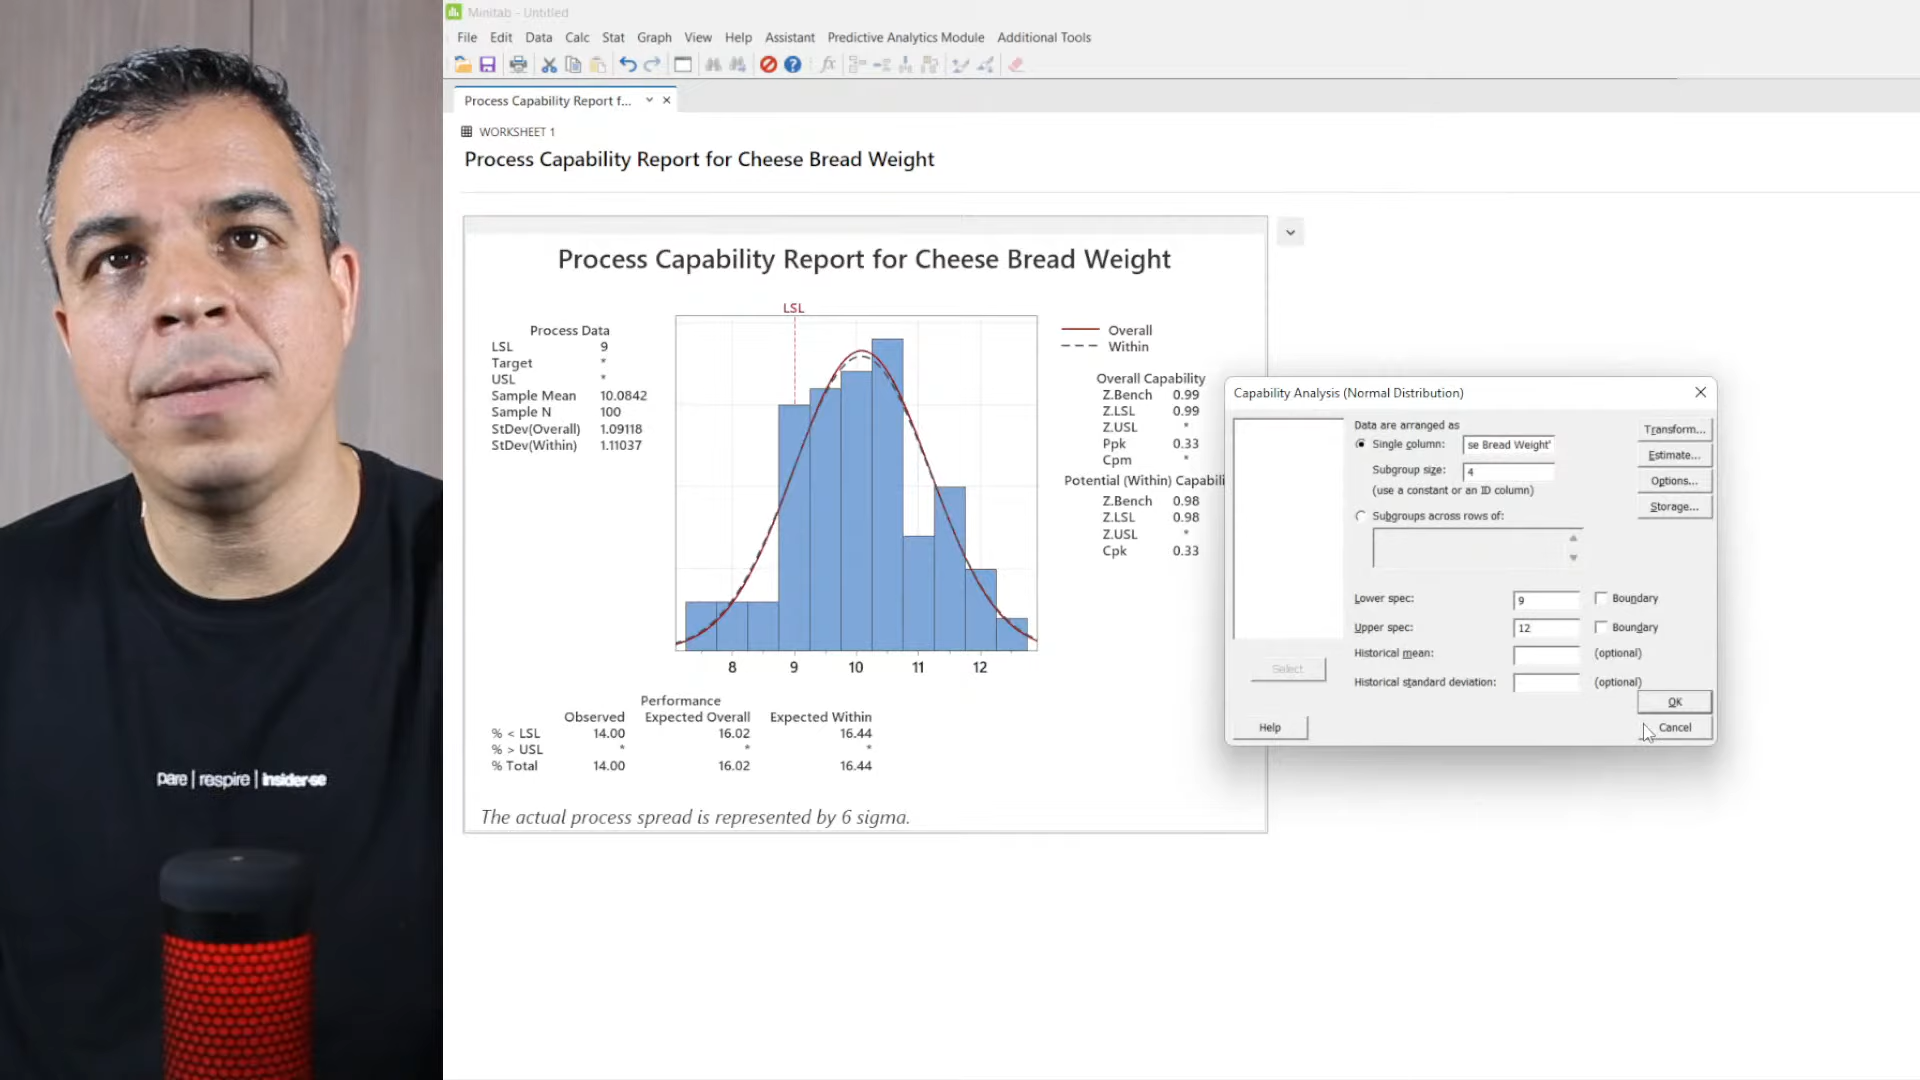 Minitab - Untitled
File Edit Data Calc Stat Graph View Help Assistant Predictive Analytics Module Additional Tools
Process Capability Report f...
WORKSHEET 1
Process Capability Report for Cheese Bread Weight
Process Capability Report for Cheese Bread Weight
LSL
Process Data
LSL 9
Target *
USL *
Sample Mean 10.0842
Sample N 100
StDev(Overall) 1.09118
StDev(Within) 1.11037
Overall
Within
Overall Capability
Z.Bench 0.99
Z.LSL 0.99
Z.USL *
Ppk 0.33
Cpm *
Potential (Within) Capabili
Z.Bench 0.98
Z.LSL 0.98
Z.USL *
Cpk 0.33
8 9 10 11 12
Performance
Observed Expected Overall Expected Within
% < LSL 14.00 16.02 16.44
% > USL * * *
% Total 14.00 16.02 16.44
The actual process spread is represented by 6 sigma.
Capability Analysis (Normal Distribution)
Data are arranged as
Single column: se Bread Weight'
Subgroup size: 4
(use a constant or an ID column)
Subgroups across rows of:
Transform...
Estimate...
Options...
Storage...
Lower spec: 9 Boundary
Upper spec: 12 Boundary
Historical mean: (optional)
Historical standard deviation: (optional)
Select
OK
Help
Cancel
pare | respire | insider-se